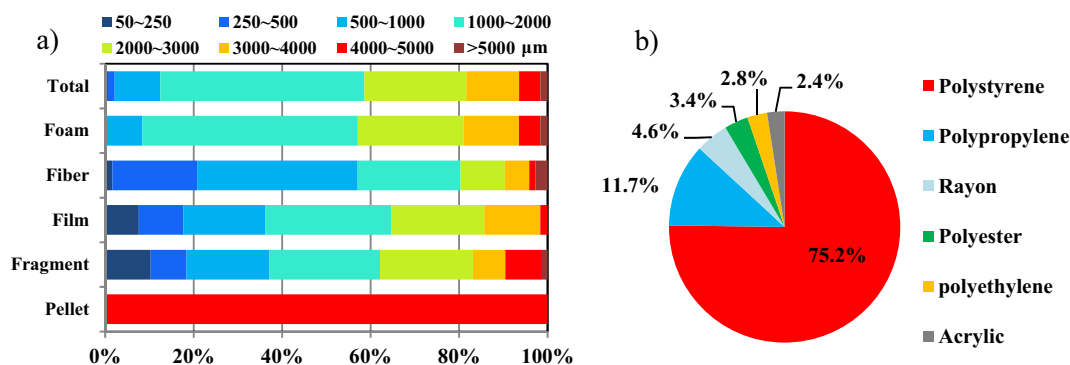 a)
50~250 250~500 500~1000 1000~2000
2000~3000 3000~4000 4000~5000 >5000 μm
Total
Foam
Fiber
Film
Fragment
Pellet
0% 20% 40% 60% 80% 100%
b)
2.8%
2.4%
3.4%
4.6%
11.7%
75.2%
Polystyrene
Polypropylene
Rayon
Polyester
polyethylene
Acrylic